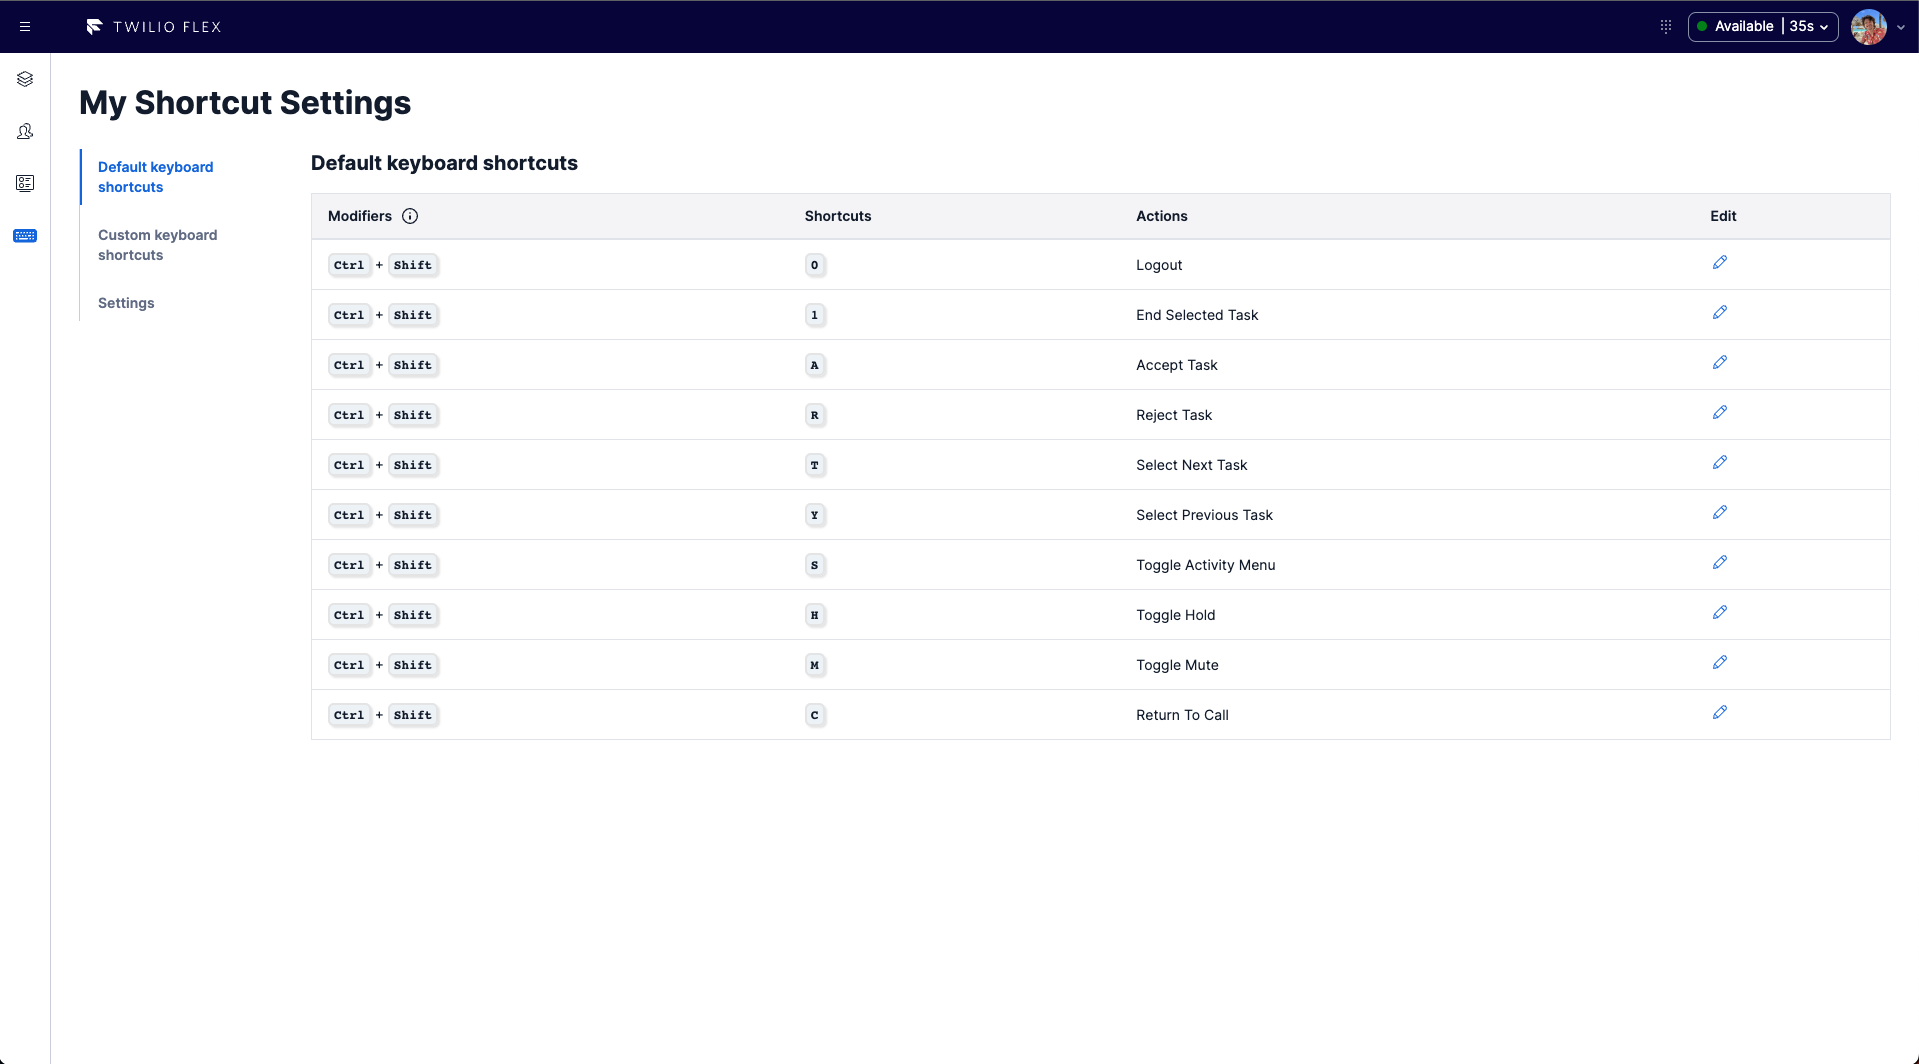 TWILIO FLEX
Available | 35s
My Shortcut Settings
Default keyboard
shortcuts
Custom keyboard
shortcuts
Settings
Default keyboard shortcuts
Modifiers Shortcuts Actions Edit
Ctrl + Shift 0 Logout
Ctrl + Shift 1 End Selected Task
Ctrl + Shift A Accept Task
Ctrl + Shift R Reject Task
Ctrl + Shift T Select Next Task
Ctrl + Shift Y Select Previous Task
Ctrl + Shift S Toggle Activity Menu
Ctrl + Shift H Toggle Hold
Ctrl + Shift M Toggle Mute
Ctrl + Shift C Return To Call